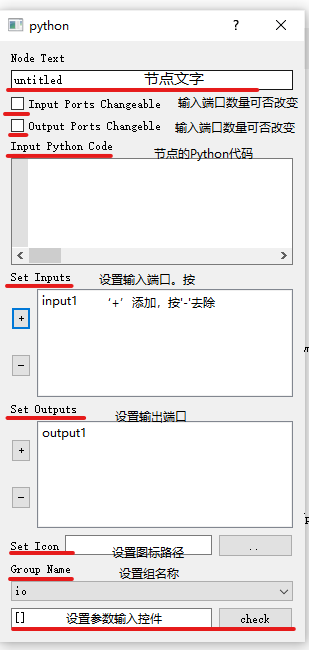 python
Node Text
untitled 节点文字
Input Ports Changeable 输入端口数量可否改变
Output Ports Changeble 输入端口数量可否改变
Input Python Code 节点的Python代码
Set Inputs 设置输入端口。按
input1 ‘+’ 添加，按‘-’去除
+
-
Set Outputs 设置输出端口
output1
+
-
Set Icon 设置图标路径 ..
Group Name 设置组名称
io
[] 设置参数输入控件 check